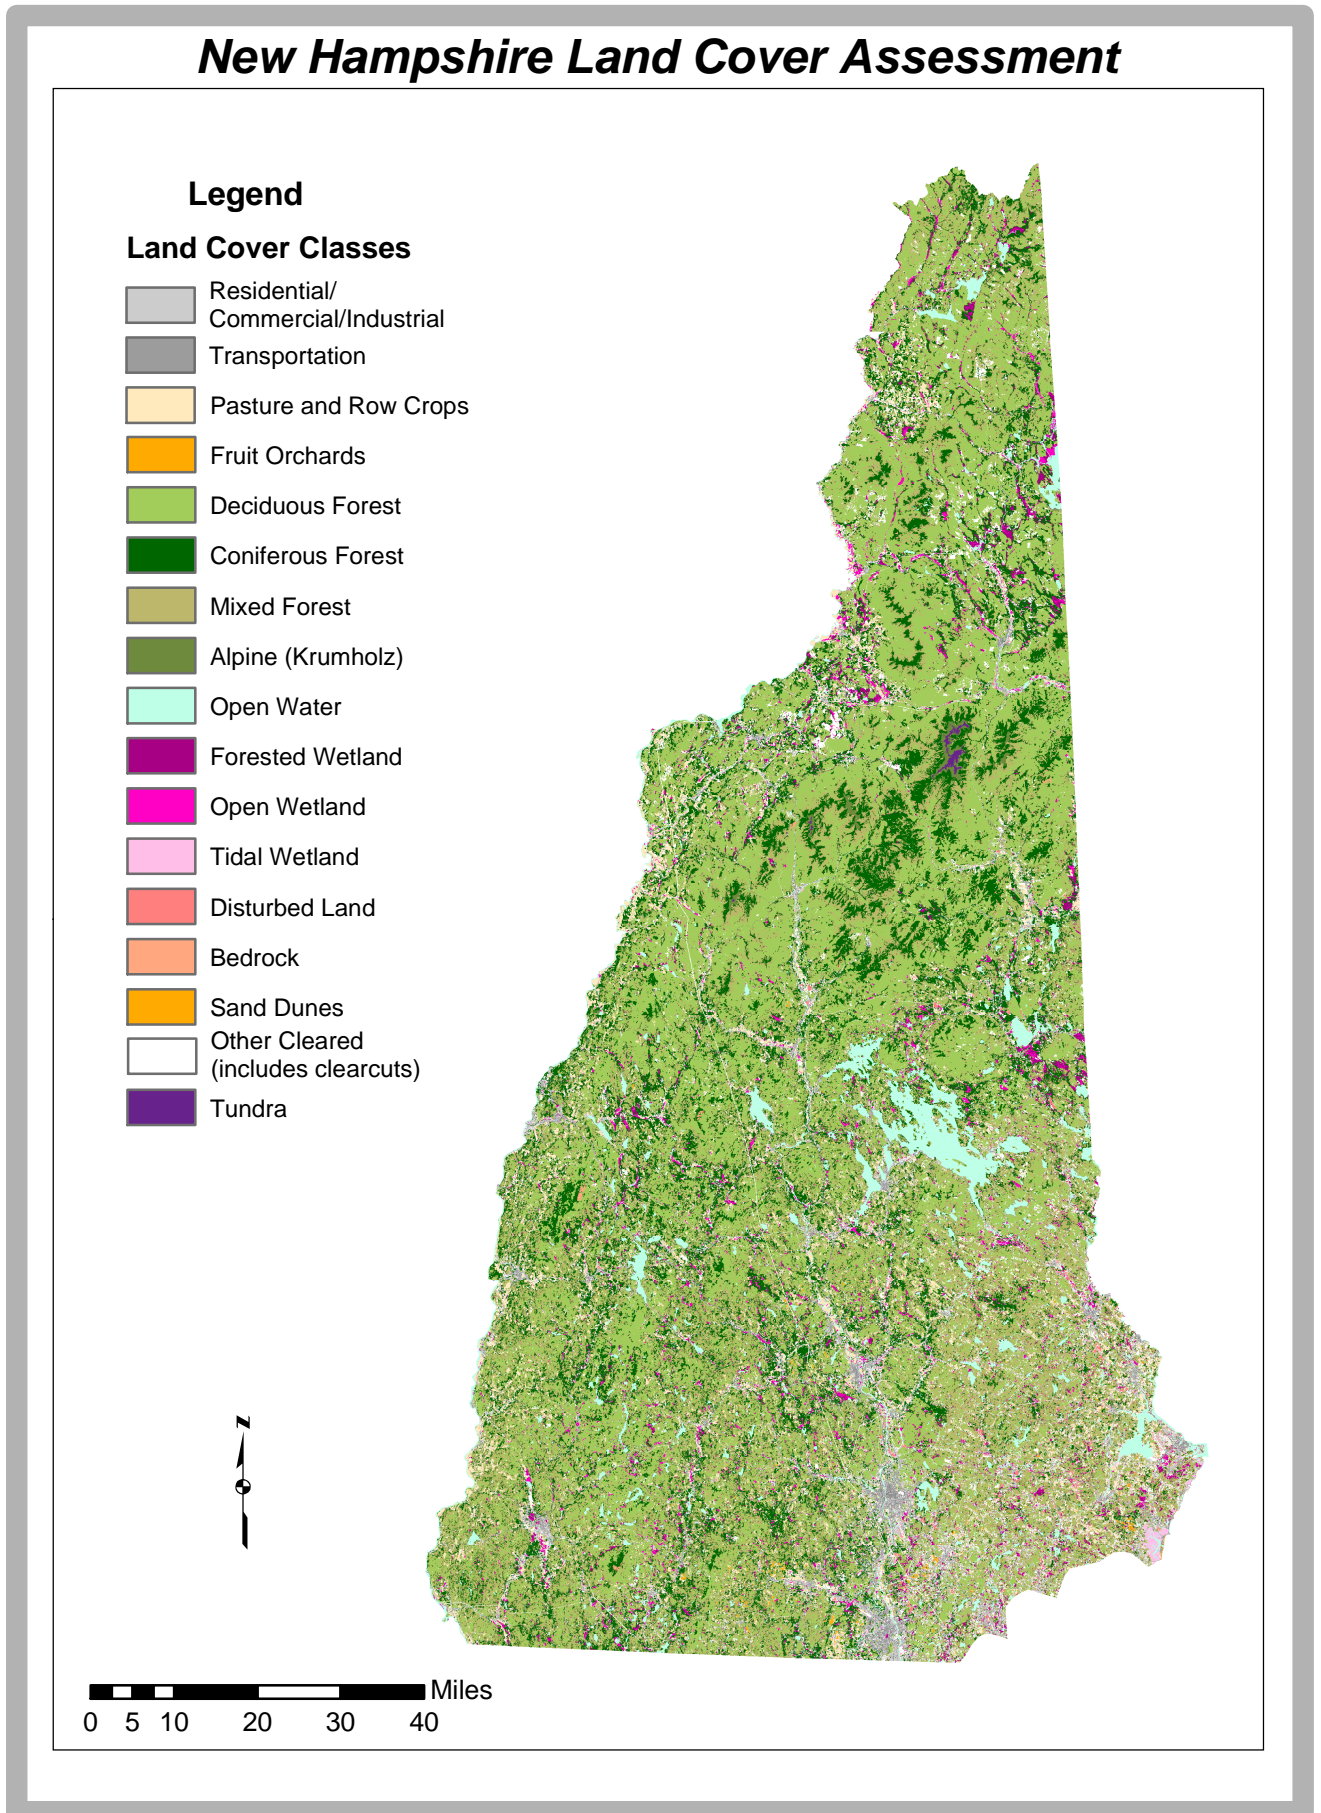 New Hampshire Land Cover Assessment
Legend
Land Cover Classes
Residential/
Commercial/Industrial
Transportation
Pasture and Row Crops
Fruit Orchards
Deciduous Forest
Coniferous Forest
Mixed Forest
Alpine (Krumholz)
Open Water
Forested Wetland
Open Wetland
Tidal Wetland
Disturbed Land
Bedrock
Sand Dunes
Other Cleared
(includes clearcuts)
Tundra
N
Miles
0 5 10 20 30 40